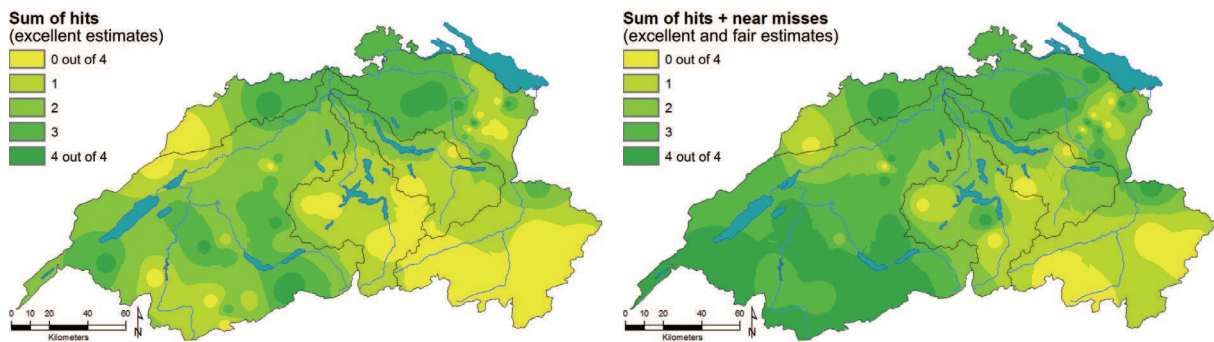 Sum of hits
(excellent estimates)
0 out of 4
1
2
3
4 out of 4
0 20 40 60
Kilometers
N
Sum of hits + near misses
(excellent and fair estimates)
0 out of 4
1
2
3
4 out of 4
0 20 40 60
Kilometers
N